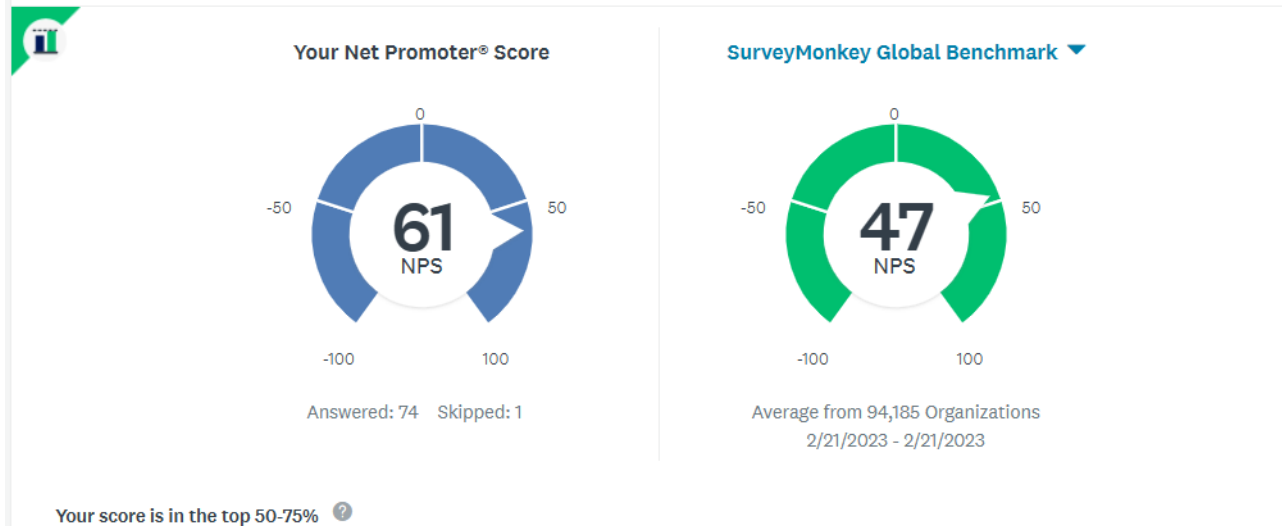 Your Net Promoter® Score
0
-50
50
61
NPS
-100
100
Answered: 74 Skipped: 1
SurveyMonkey Global Benchmark
0
-50
50
47
NPS
-100
100
Average from 94,185 Organizations
2/21/2023 - 2/21/2023
Your score is in the top 50-75% ?